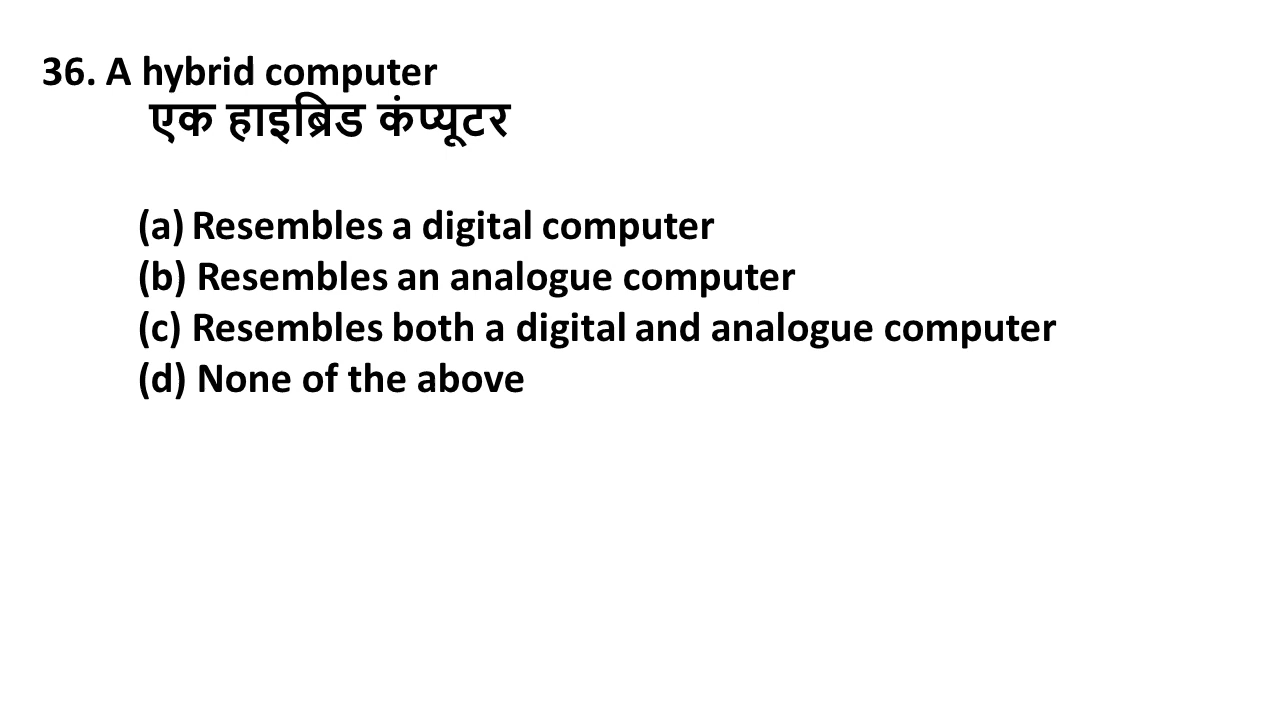 36. A hybrid computer
एक हाइब्रिड कंप्यूटर
(a) Resembles a digital computer
(b) Resembles an analogue computer
(c) Resembles both a digital and analogue computer
(d) None of the above